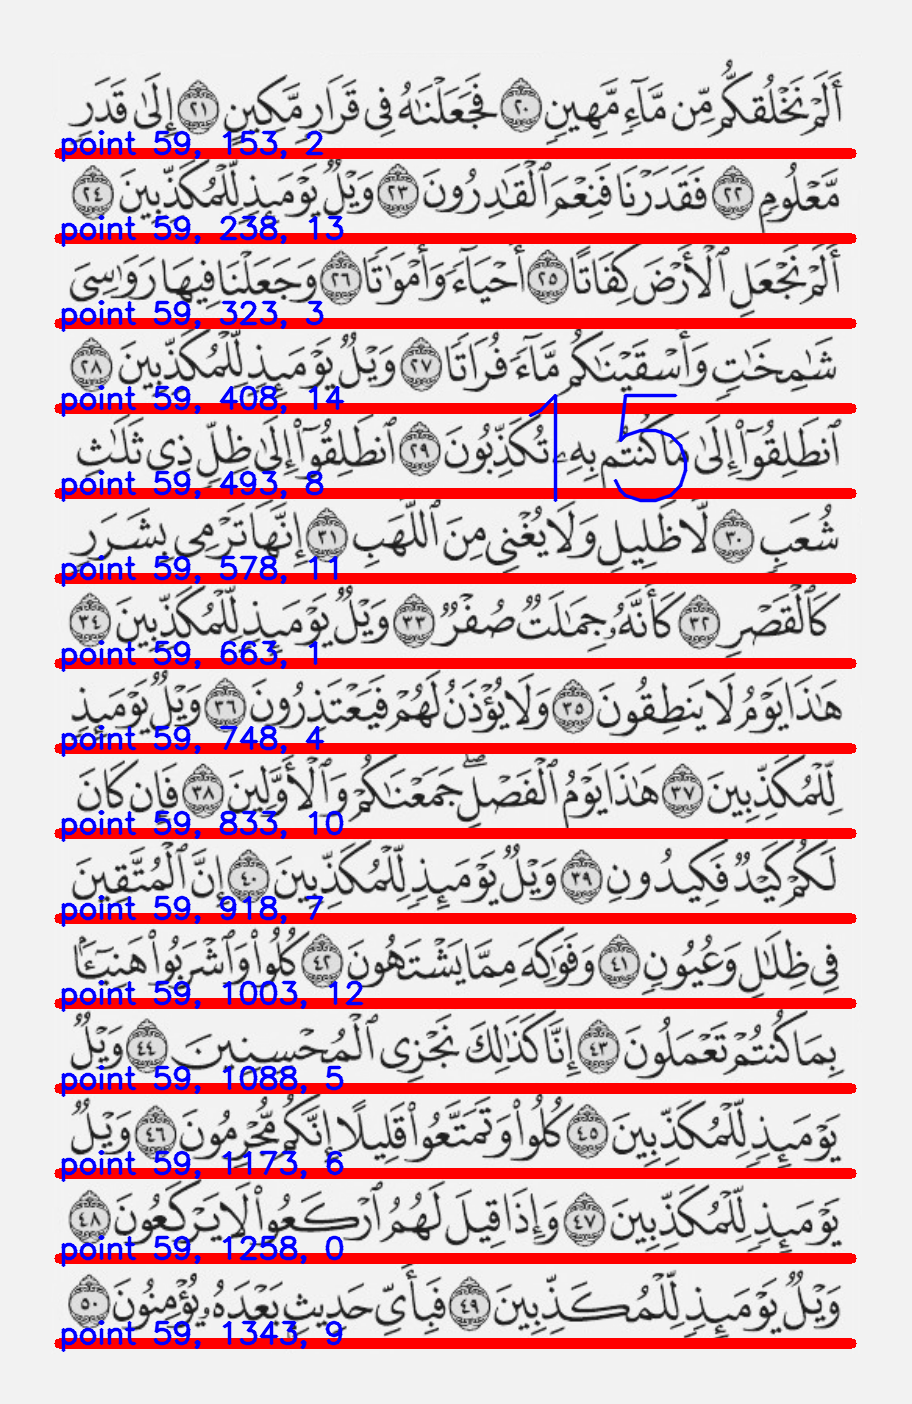 أَلَمْ نَخْلُقكُّم مِّن مَّآءٍ مَّهِينٍ ٢٠ فَجَعَلْنَٰهُ فِى قَرَارٍ مَّكِينٍ ٢١ إِلَىٰ قَدَرٍ
point 59, 153, 2
مَّعْلُومٍ ٢٢ فَقَدَرْنَا فَنِعْمَ ٱلْقَٰدِرُونَ ٢٣ وَيْلٌ يَوْمَئِذٍ لِّلْمُكَذِّبِينَ ٢٤
point 59, 238, 13
أَلَمْ نَجْعَلِ ٱلْأَرْضَ كِفَاتًا ٢٥ أَحْيَآءً وَأَمْوَٰتًا ٢٦ وَجَعَلْنَا فِيهَا رَوَٰسِىَ
point 59, 323, 3
شَٰمِخَٰتٍ وَأَسْقَيْنَٰكُم مَّآءً فُرَاتًا ٢٧ وَيْلٌ يَوْمَئِذٍ لِّلْمُكَذِّبِينَ ٢٨
point 59, 408, 14
ٱنطَلِقُوٓا۟ إِلَىٰ مَا كُنتُم بِهِۦ تُكَذِّبُونَ ٢٩ ٱنطَلِقُوٓا۟ إِلَىٰ ظِلٍّ ذِى ثَلَٰثِ
15
point 59, 493, 8
شُعَبٍ ٣٠ لَّا ظَلِيلٍ وَلَا يُغْنِى مِنَ ٱللَّهَبِ ٣١ إِنَّهَا تَرْمِى بِشَرَرٍ
point 59, 578, 11
كَٱلْقَصْرِ ٣٢ كَأَنَّهُۥ جِمَٰلَتٌ صُفْرٌ ٣٣ وَيْلٌ يَوْمَئِذٍ لِّلْمُكَذِّبِينَ ٣٤
point 59, 663, 1
هَٰذَا يَوْمُ لَا يَنطِقُونَ ٣٥ وَلَا يُؤْذَنُ لَهُمْ فَيَعْتَذِرُونَ ٣٦ وَيْلٌ يَوْمَئِذٍ
point 59, 748, 4
لِّلْمُكَذِّبِينَ ٣٧ هَٰذَا يَوْمُ ٱلْفَصْلِ ۖ جَمَعْنَٰكُمْ وَٱلْأَوَّلِينَ ٣٨ فَإِن كَانَ
point 59, 833, 10
لَكُمْ كَيْدٌ فَكِيدُونِ ٣٩ وَيْلٌ يَوْمَئِذٍ لِّلْمُكَذِّبِينَ ٤٠ إِنَّ ٱلْمُتَّقِينَ
point 59, 918, 7
فِى ظِلَٰلٍ وَعُيُونٍ ٤١ وَفَوَٰكِهَ مِمَّا يَشْتَهُونَ ٤٢ كُلُوا۟ وَٱشْرَبُوا۟ هَنِيٓـًٔۢا
point 59, 1003, 12
بِمَا كُنتُمْ تَعْمَلُونَ ٤٣ إِنَّا كَذَٰلِكَ نَجْزِى ٱلْمُحْسِنِينَ ٤٤ وَيْلٌ
point 59, 1088, 5
يَوْمَئِذٍ لِّلْمُكَذِّبِينَ ٤٥ كُلُوا۟ وَتَمَتَّعُوا۟ قَلِيلًا إِنَّكُم مُّجْرِمُونَ ٤٦ وَيْلٌ
point 59, 1173, 6
يَوْمَئِذٍ لِّلْمُكَذِّبِينَ ٤٧ وَإِذَا قِيلَ لَهُمُ ٱرْكَعُوا۟ لَا يَرْكَعُونَ ٤٨
point 59, 1258, 0
وَيْلٌ يَوْمَئِذٍ لِّلْمُكَذِّبِينَ ٤٩ فَبِأَىِّ حَدِيثٍۭ بَعْدَهُۥ يُؤْمِنُونَ ٥٠
point 59, 1343, 9